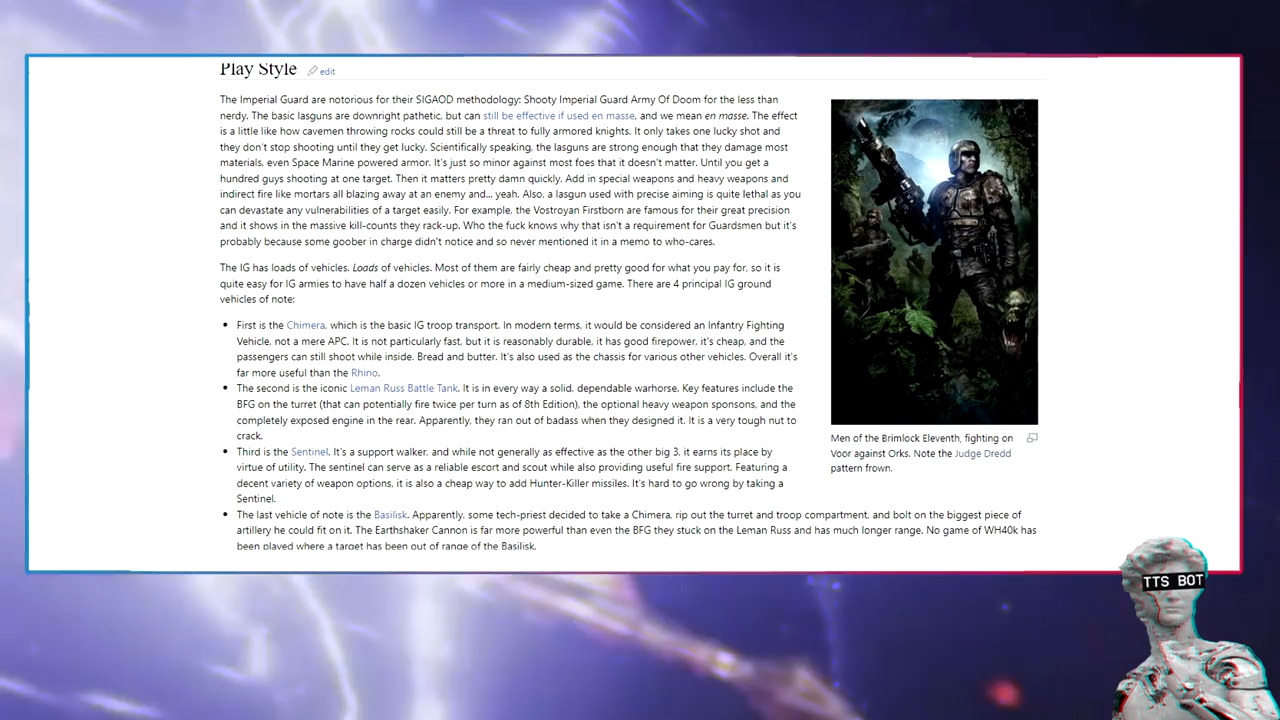 Play Style edit
The Imperial Guard are notorious for their SIGAOD methodology: Shooty Imperial Guard Army Of Doom for the less than
nerdy. The basic lasguns are downright pathetic, but can still be effective if used en masse, and we mean en masse. The effect
is a little like how cavemen throwing rocks could still be a threat to fully armored knights. It only takes one lucky shot and
they don't stop shooting until they get lucky. Scientifically speaking, the lasguns are strong enough that they damage most
materials, even Space Marine powered armor. It's just so minor against most foes that it doesn't matter. Until you get a
hundred guys shooting at one target. Then it matters pretty damn quickly. Add in special weapons and heavy weapons and
indirect fire like mortars all blazing away at an enemy and... yeah. Also, a lasgun used with precise aiming is quite lethal as you
can devastate any vulnerabilities of a target easily. For example, the Vostroyan Firstborn are famous for their great precision
and it shows in the massive kill-counts they rack-up. Who the fuck knows why that isn't a requirement for Guardsmen but it's
probably because some goober in charge didn't notice and so never mentioned it in a memo to who-cares.
The IG has loads of vehicles. Loads of vehicles. Most of them are fairly cheap and pretty good for what you pay for, so it is
quite easy for IG armies to have half a dozen vehicles or more in a medium-sized game. There are 4 principal IG ground
vehicles of note:
• First is the Chimera, which is the basic IG troop transport. In modern terms, it would be considered an Infantry Fighting
Vehicle, not a mere APC. It is not particularly fast, but it is reasonably durable, it has good firepower, it's cheap, and the
passengers can still shoot while inside. Bread and butter. It's also used as the chassis for various other vehicles. Overall it's
far more useful than the Rhino.
• The second is the iconic Leman Russ Battle Tank. It is in every way a solid, dependable warhorse. Key features include the
BFG on the turret (that can potentially fire twice per turn as of 8th Edition), the optional heavy weapon sponsons, and the
completely exposed engine in the rear. Apparently, they ran out of badass when they designed it. It is a very tough nut to
crack.
• Third is the Sentinel. It's a support walker, and while not generally as effective as the other big 3, it earns its place by
virtue of utility. The sentinel can serve as a reliable escort and scout while also providing useful fire support. Featuring a
decent variety of weapon options, it is also a cheap way to add Hunter-Killer missiles. It's hard to go wrong by taking a
Sentinel.
• The last vehicle of note is the Basilisk. Apparently, some tech-priest decided to take a Chimera, rip out the turret and troop compartment, and bolt on the biggest piece of
artillery he could fit on it. The Earthshaker Cannon is far more powerful than even the BFG they stuck on the Leman Russ and has much longer range. No game of WH40k has
been played where a target has been out of range of the Basilisk.
Men of the Brimlock Eleventh, fighting on
Voor against Orks. Note the Judge Dredd
pattern frown.
TTS BOT